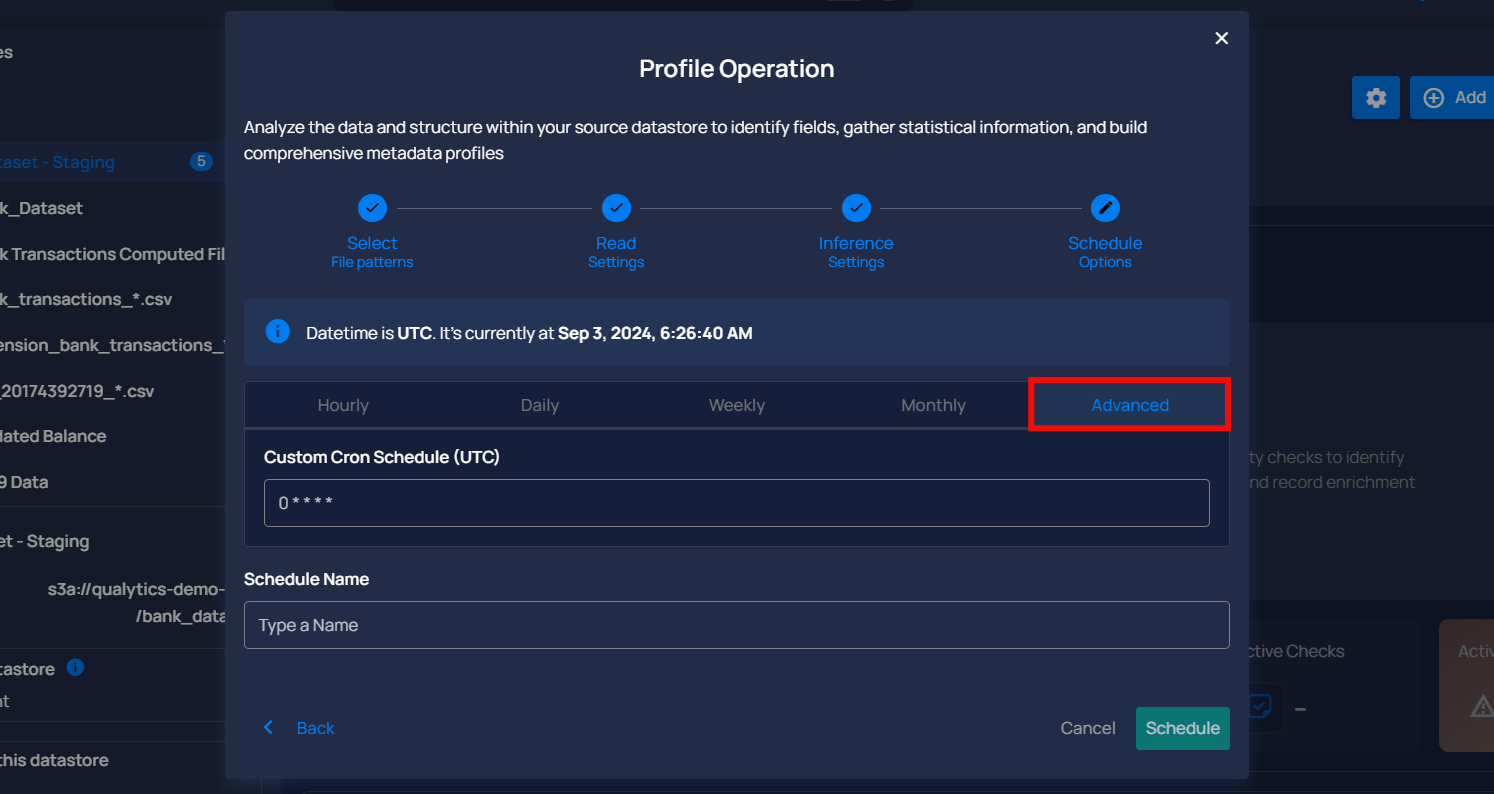 Profile Operation
Analyze the data and structure within your source datastore to identify fields, gather statistical information, and build
comprehensive metadata profiles
Select
File patterns
Read
Settings
Inference
Settings
Schedule
Options
Datetime is UTC. It's currently at Sep 3, 2024, 6:26:40 AM
Hourly
Daily
Weekly
Monthly
Advanced
Custom Cron Schedule (UTC)
0 * * * *
Schedule Name
Type a Name
Back
Cancel
Schedule
es
taset - Staging
5
k_Dataset
k Transactions Computed Fil
k_transactions_*.csv
ension_bank_transactions_*
_20174392719_*.csv
dated Balance
9 Data
et - Staging
s3a://qualytics-demo-
/bank_data
tastore
nt
this datastore
Add
ty checks to identify
nd record enrichment
ctive Checks
–
Activ